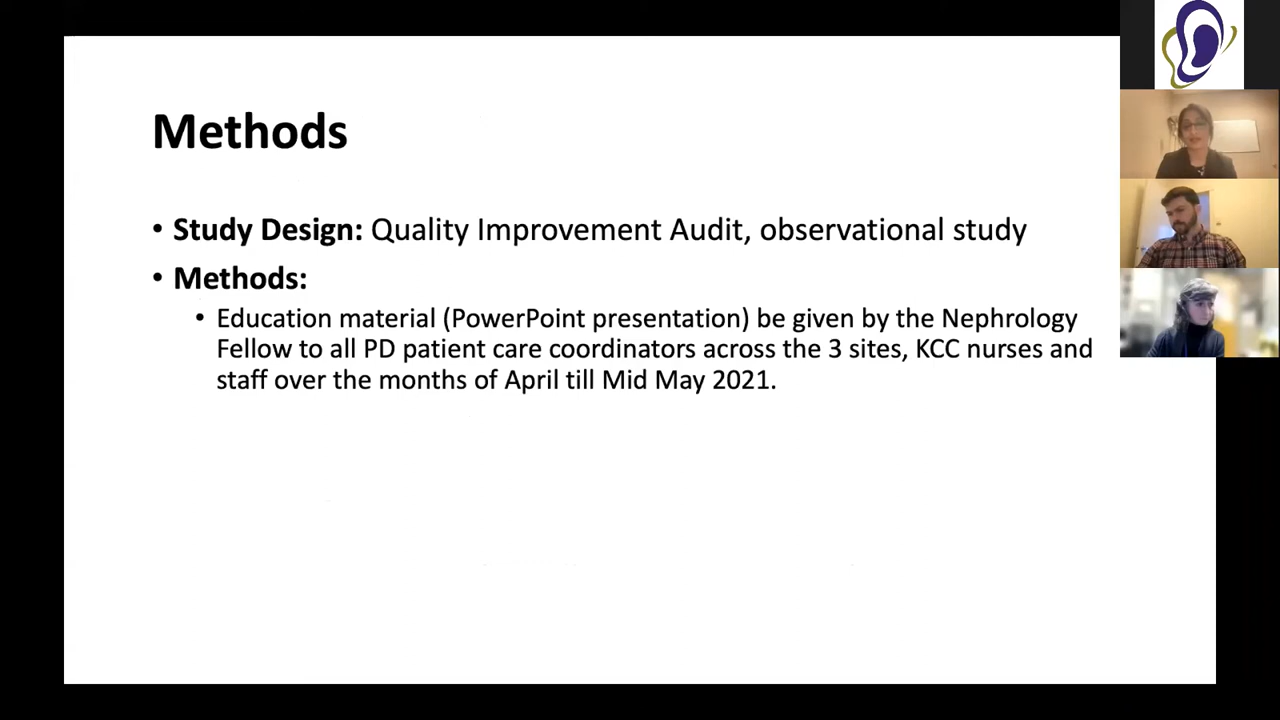 Methods
• Study Design: Quality Improvement Audit, observational study
• Methods:
• Education material (PowerPoint presentation) be given by the Nephrology
Fellow to all PD patient care coordinators across the 3 sites, KCC nurses and
staff over the months of April till Mid May 2021.